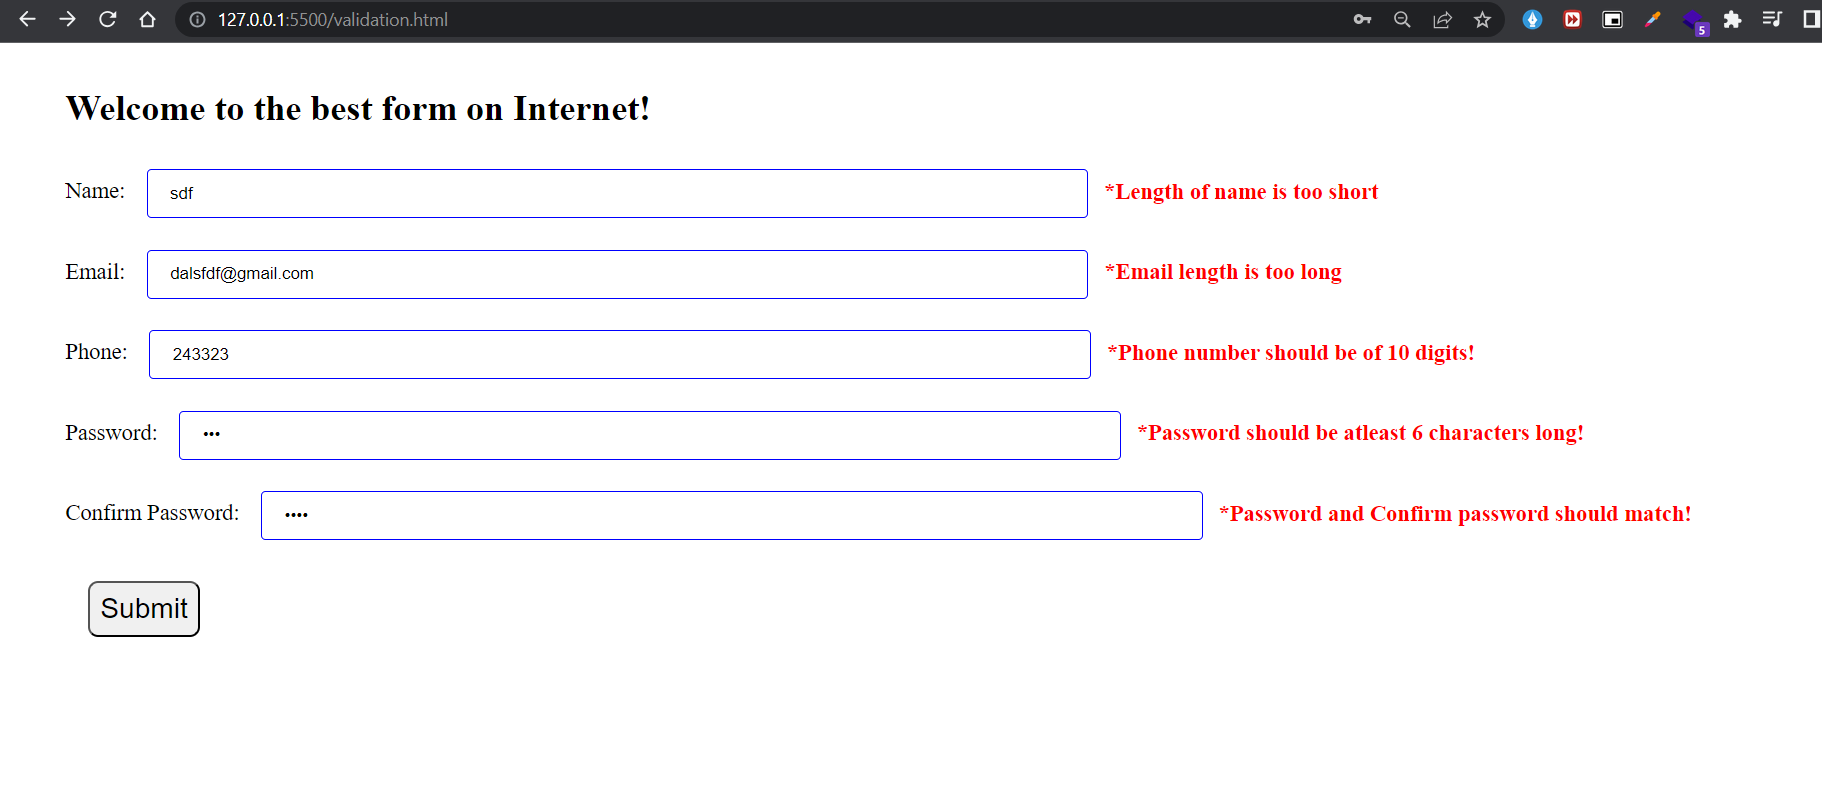 127.0.0.1:5500/validation.html
5
Welcome to the best form on Internet!
Name: sdf *Length of name is too short
Email: dalsfdf@gmail.com *Email length is too long
Phone: 243323 *Phone number should be of 10 digits!
Password: ••• *Password should be atleast 6 characters long!
Confirm Password: •••• *Password and Confirm password should match!
Submit